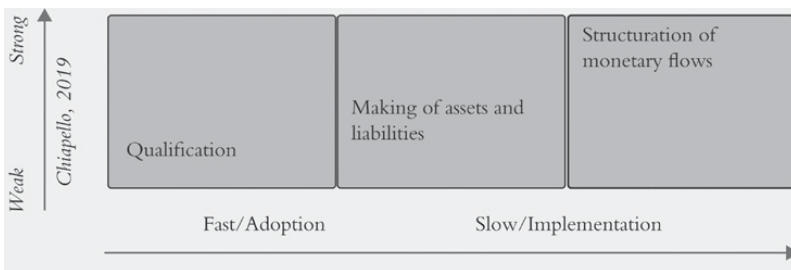 Strong
Weak
Chiapello, 2019
Qualification
Making of assets and
liabilities
Structuration of
monetary flows
Fast/Adoption
Slow/Implementation